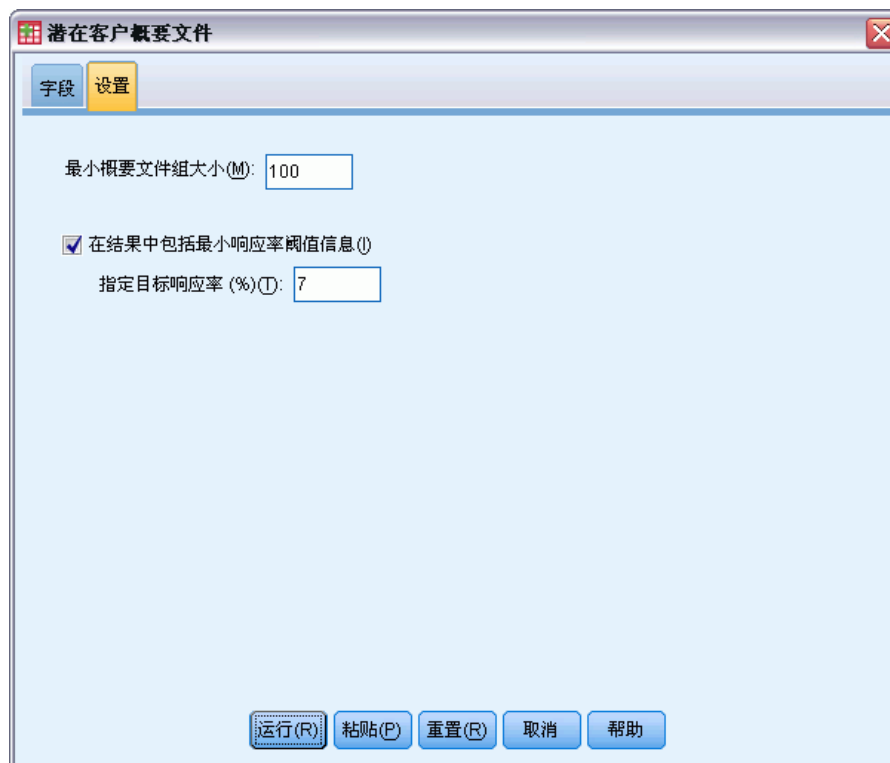 潜在客户概要文件
字段 设置
最小概要文件组大小(M): 100
在结果中包括最小响应率阈值信息(I)
指定目标响应率 (%)(T): 7
运行(R) 粘贴(P) 重置(R) 取消 帮助